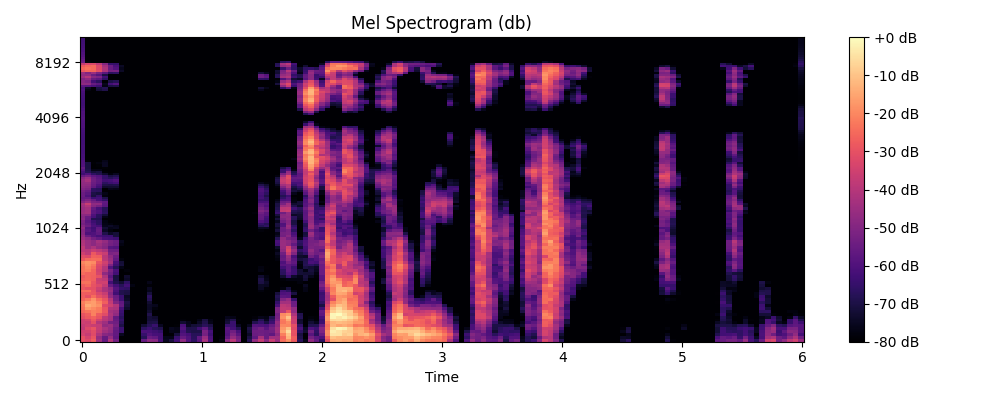 Mel Spectrogram (db)
8192
4096
2048
1024
512
0
Hz
0 1 2 3 4 5 6
Time
+0 dB
-10 dB
-20 dB
-30 dB
-40 dB
-50 dB
-60 dB
-70 dB
-80 dB